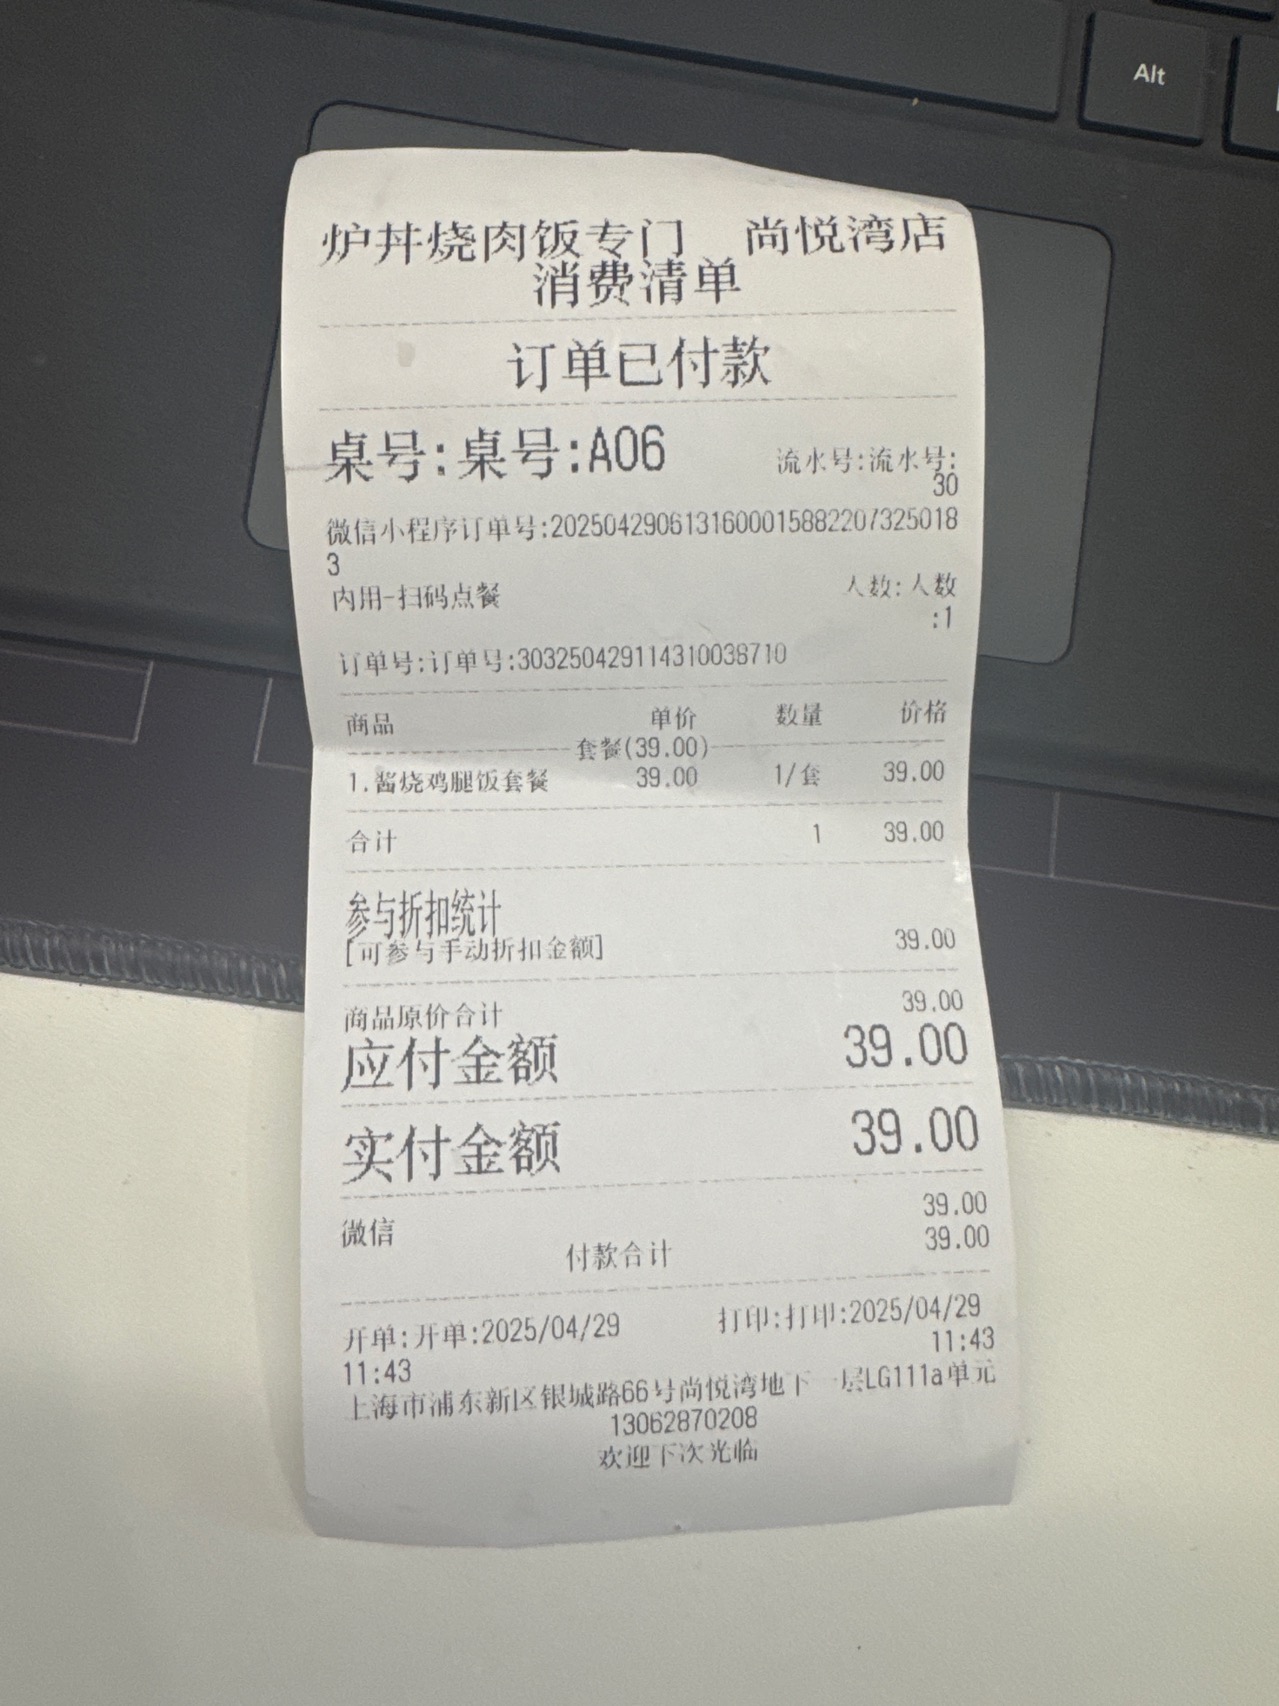 Alt
炉丼烧肉饭专门 尚悦湾店
消费清单
订单已付款
桌号:桌号:A06
流水号:流水号:
30
微信小程序订单号:2025042906131600015882207325018
3
内用-扫码点餐
人数:人数
:1
订单号:订单号:303250429114310038710
商品 单价 数量 价格
套餐(39.00)
1.酱烧鸡腿饭套餐 39.00 1/套 39.00
合计 1 39.00
参与折扣统计
[可参与手动折扣金额] 39.00
商品原价合计 39.00
应付金额 39.00
实付金额 39.00
微信 39.00
付款合计 39.00
开单:开单:2025/04/29
11:43
打印:打印:2025/04/29
11:43
上海市浦东新区银城路66号尚悦湾地下一层LG111a单元
13062870208
欢迎下次光临